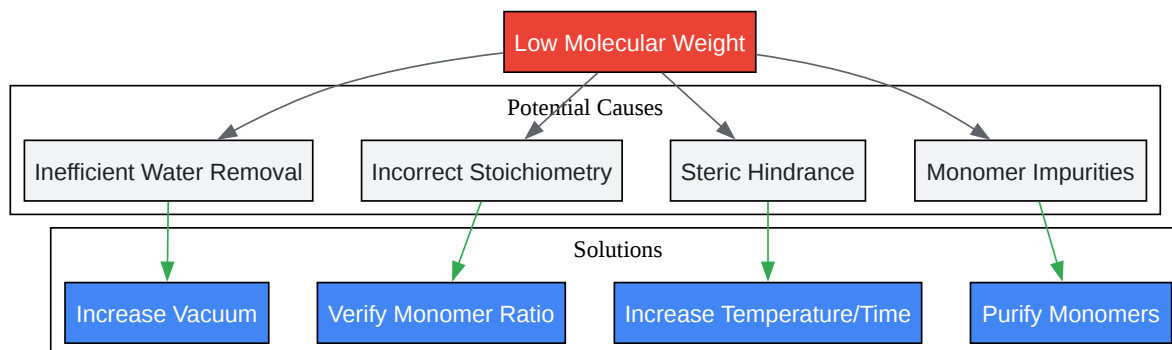 Low Molecular Weight
Potential Causes
Inefficient Water Removal
Incorrect Stoichiometry
Steric Hindrance
Monomer Impurities
Solutions
Increase Vacuum
Verify Monomer Ratio
Increase Temperature/Time
Purify Monomers